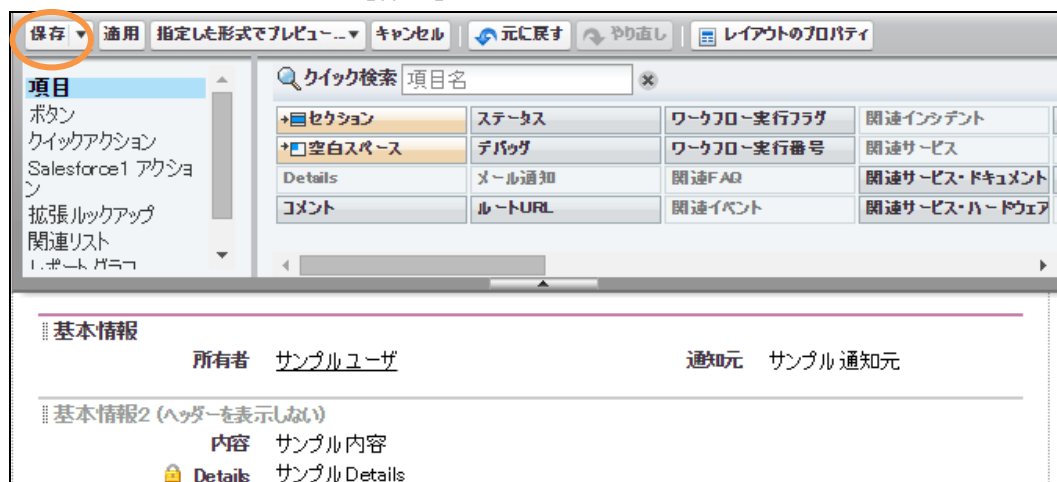 保存 ▼ 適用 指定した形式でプレビュー...▼ キャンセル 元に戻す やり直し レイアウトのプロパティ
項目
ボタン
クイックアクション
Salesforce1 アクショ
ン
拡張ルックアップ
関連リスト
レポートグラフ
クイック検索 項目名
セクション ステータス ワークフロー実行フラグ 関連インシデント
空白スペース デバッグ ワークフロー実行番号 関連サービス
Details メール通知 関連FAQ 関連サービス・ドキュメント
コメント ルートURL 関連イベント 関連サービス・ハードウェア
基本情報
所有者 サンプル ユーザ 通知元 サンプル 通知元
基本情報2 (ヘッダーを表示しない)
内容 サンプル 内容
Details サンプル Details